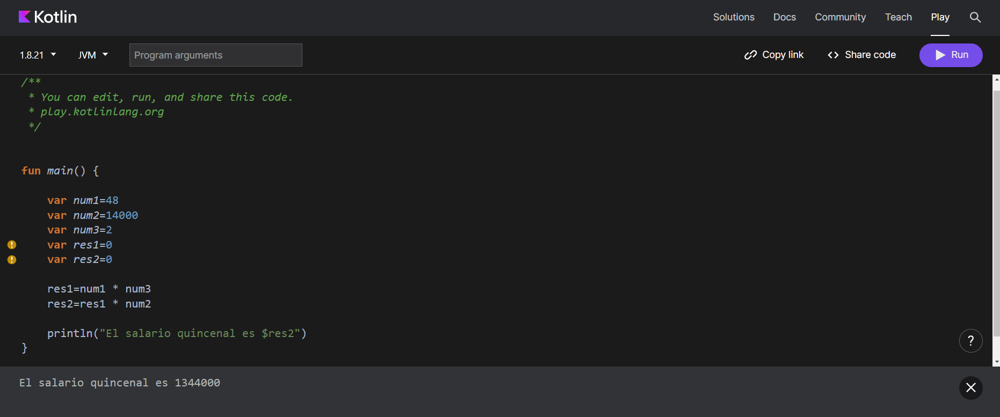 Kotlin
Solutions Docs Community Teach Play
1.8.21 JVM Program arguments Copy link <> Share code Run
/**
* You can edit, run, and share this code.
* play.kotlinlang.org
*/
fun main() {
var num1=48
var num2=14000
var num3=2
var res1=0
var res2=0
res1=num1 * num3
res2=res1 * num2
println("El salario quincenal es $res2")
}
?
El salario quincenal es 1344000